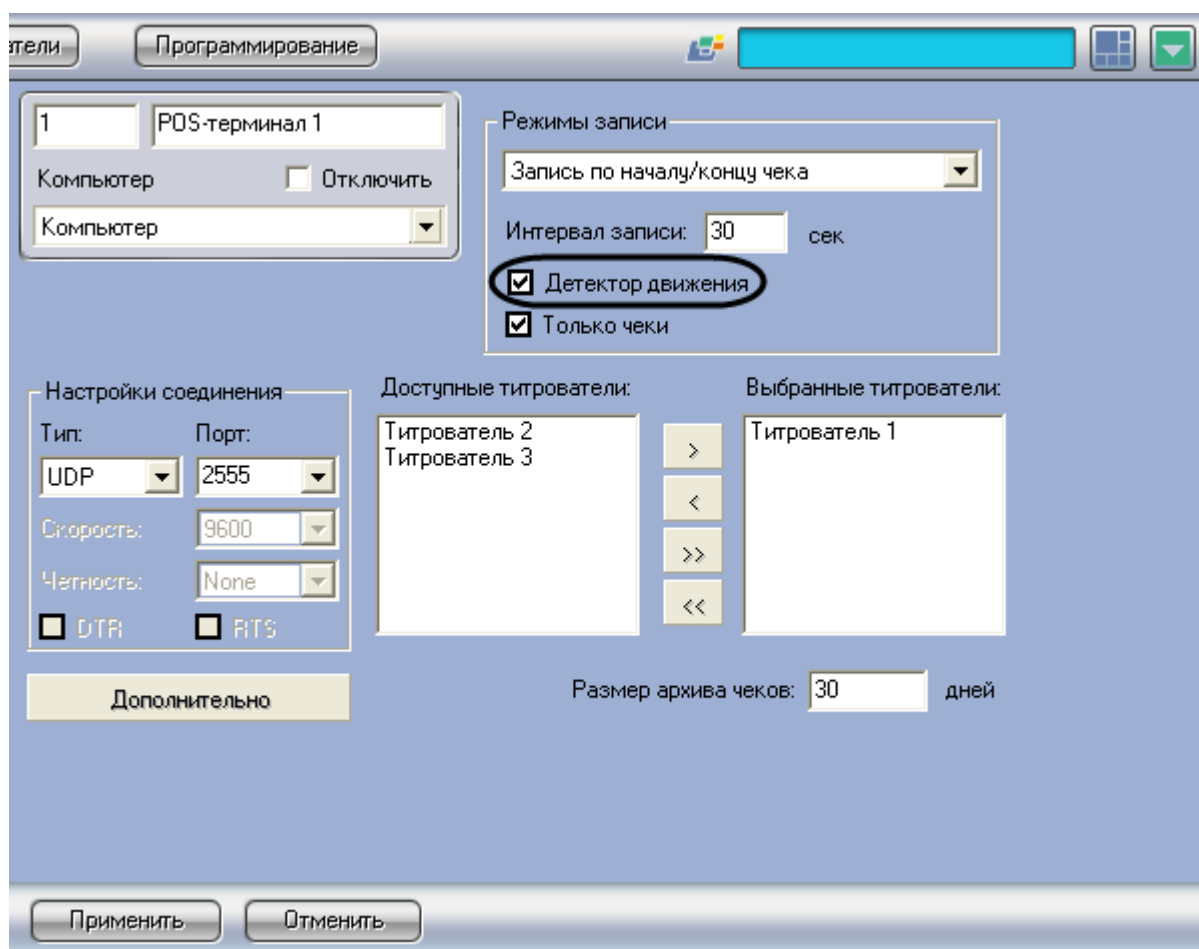 атели
Программирование
1
POS-терминал 1
Компьютер
Отключить
Компьютер
Режимы записи
Запись по началу/концу чека
Интервал записи: 30 сек
Детектор движения
Только чеки
Настройки соединения
Тип: Порт:
UDP 2555
Скорость: 9600
Четность: None
DTR RTS
Дополнительно
Доступные титрователи:
Титрователь 2
Титрователь 3
>
<
>>
<<
Выбранные титрователи:
Титрователь 1
Размер архива чеков: 30 дней
Применить
Отменить